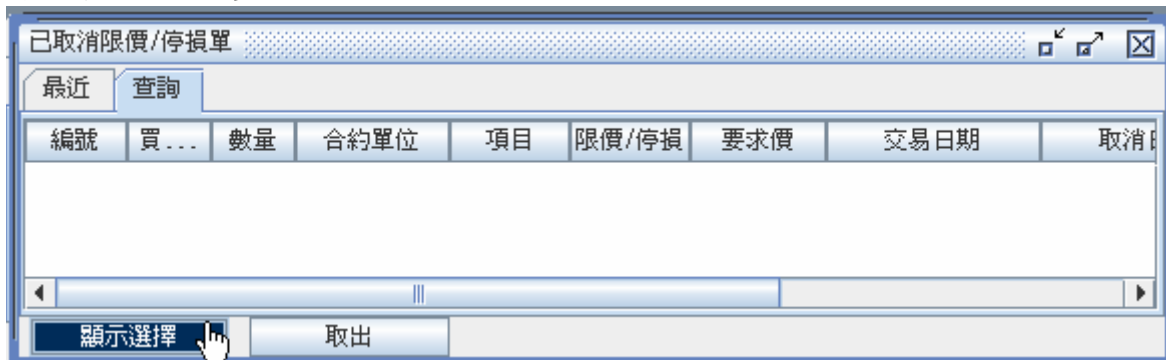 已取消限價/停損單
最近 查詢
編號 買... 數量 合約單位 項目 限價/停損 要求價 交易日期 取消
顯示選擇 取出